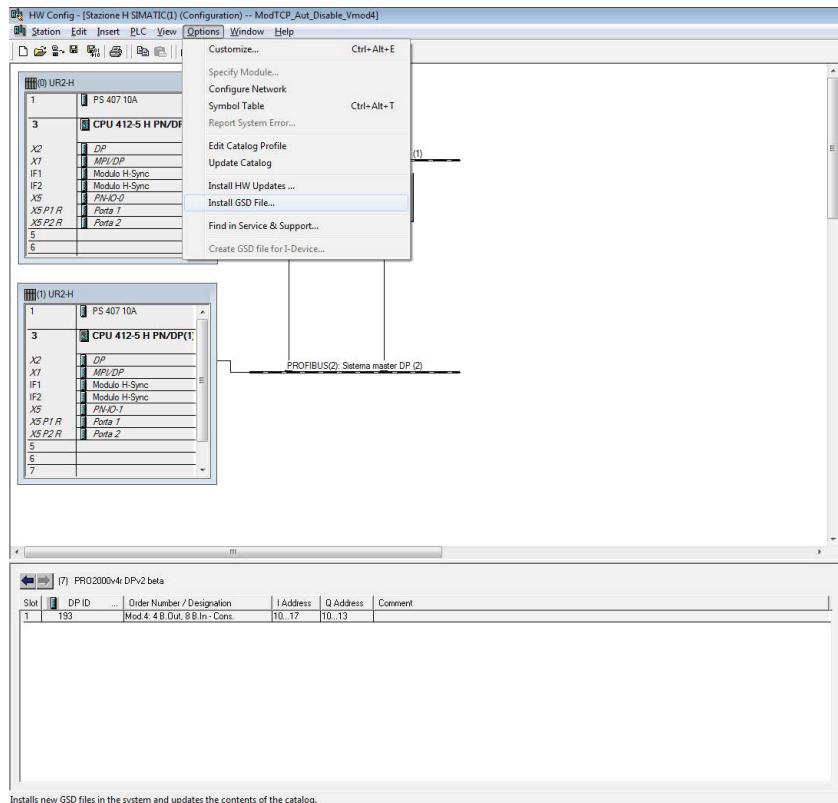 HW Config - [Stazione H SIMATIC(1) (Configuration) -- ModTCP_Aut_Disable_Vmod4]
Station Edit Insert PLC View Options Window Help
Customize... Ctrl+Alt+E
Specify Module...
Configure Network
Symbol Table Ctrl+Alt+T
Report System Error...
Edit Catalog Profile
Update Catalog
Install HW Updates ...
Install GSD File...
Find in Service & Support...
Create GSD file for I-Device...
(0) UR2-H
1 PS 407 10A
3 CPU 412-5 H PN/DP
X2 DP
X1 MPI/DP
IF1 Modulo H-Sync
IF2 Modulo H-Sync
X5 PN-IO-0
X5 P1 R Porta 1
X5 P2 R Porta 2
5
6
(1)
(1) UR2-H
1 PS 407 10A
3 CPU 412-5 H PN/DP(1)
X2 DP
X1 MPI/DP
IF1 Modulo H-Sync
IF2 Modulo H-Sync
X5 PN-IO-1
X5 P1 R Porta 1
X5 P2 R Porta 2
5
6
7
PROFIBUS(2): Sistema master DP (2)
(7) PRO2000v4r DPv2 beta
Slot DP ID ... Order Number / Designation I Address Q Address Comment
1 193 Mod.4: 4 B.Out, 8 B.In - Cons. 10...17 10...13
Installs new GSD files in the system and updates the contents of the catalog.